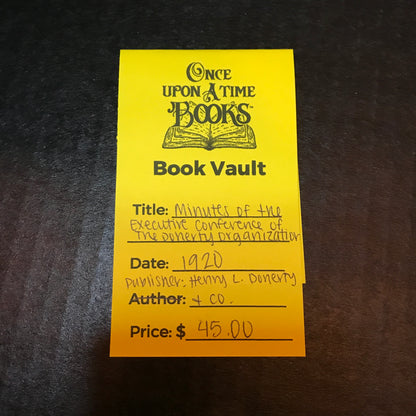 ONCE
UPON A TIME
BOOKS™
Book Vault
Title: Minutes of the
Executive Conference of
The Doherty Organization
Date: 1920
Publisher: Henry L. Doherty
Author: & CO.
Price: $ 45.00